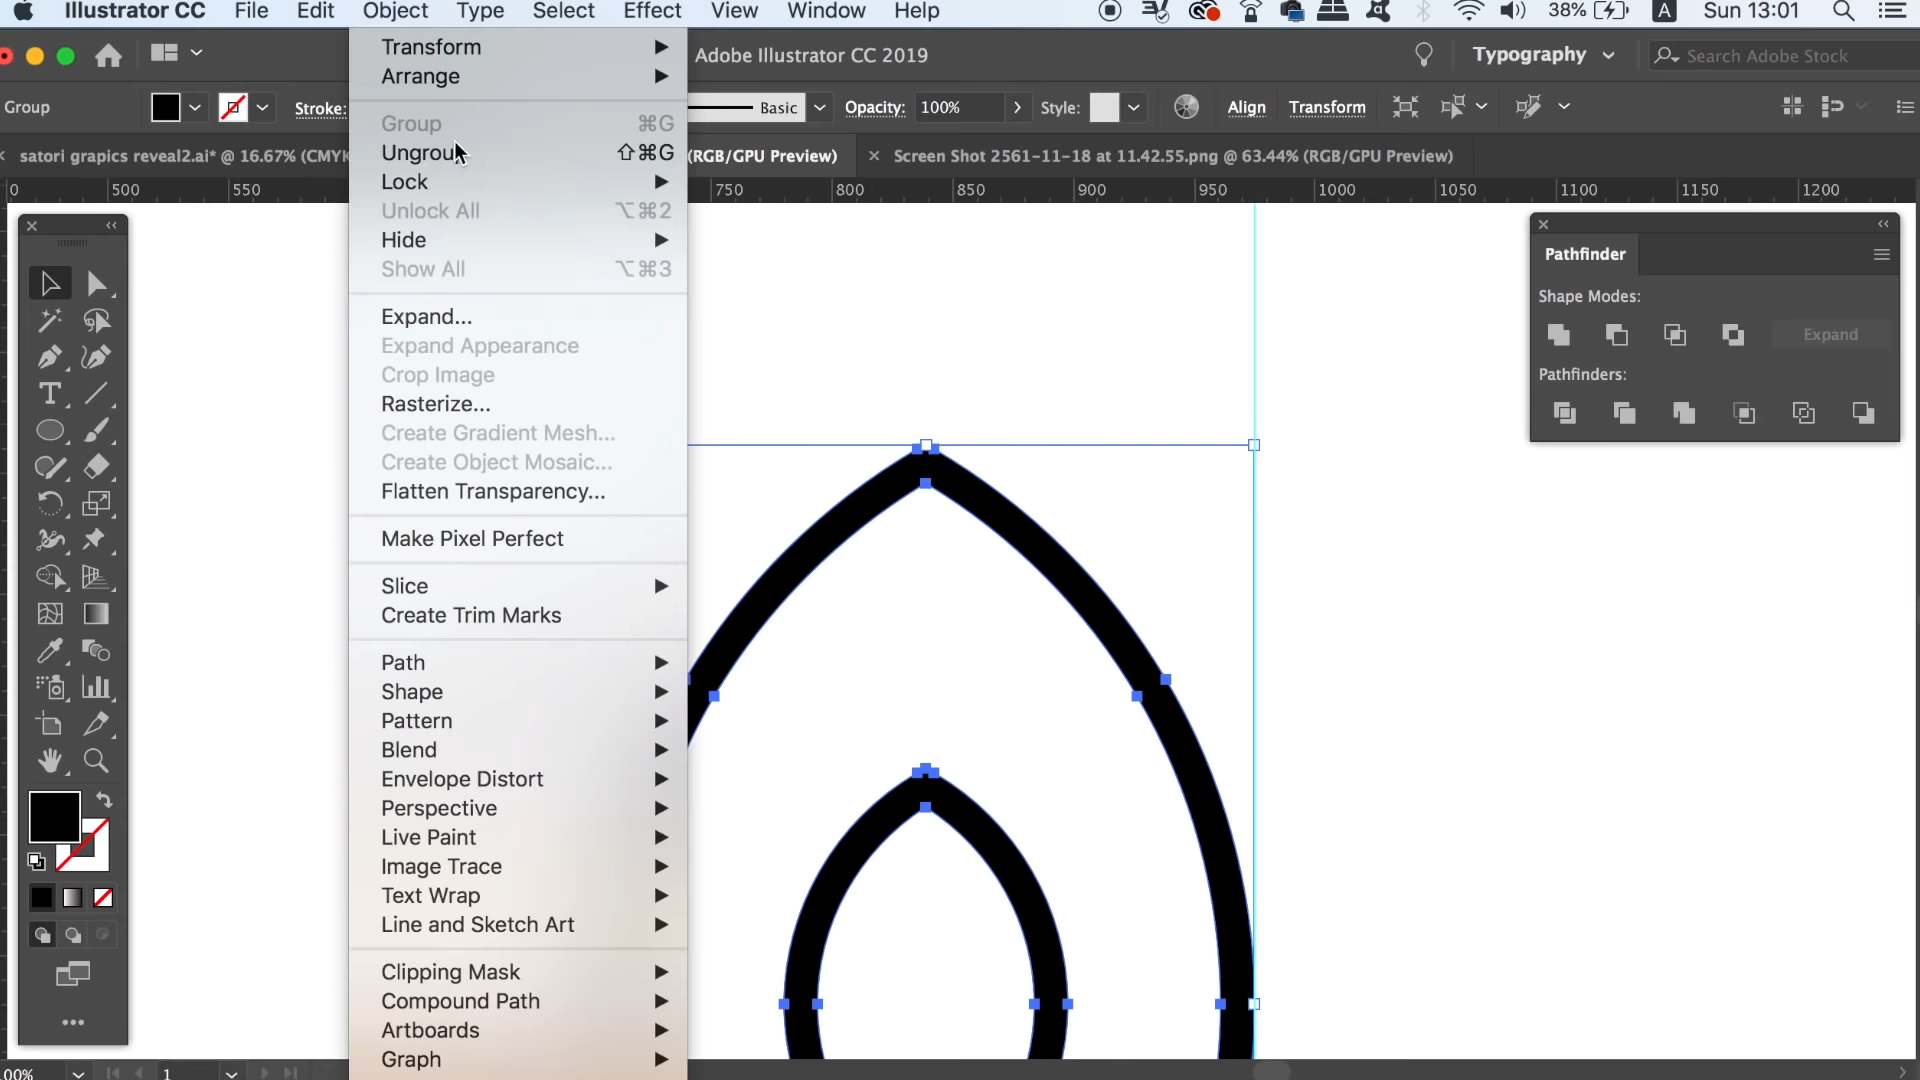 Illustrator CC File Edit Object Type Select Effect View Window Help 38% A Sun 13:01
Adobe Illustrator CC 2019 Typography Search Adobe Stock
Group Stroke: Basic Opacity: 100% Style: Align Transform
satori grapics reveal2.ai* @ 16.67% (CMYK (RGB/GPU Preview) × Screen Shot 2561-11-18 at 11.42.55.png @ 63.44% (RGB/GPU Preview)
0 500 550 750 800 850 900 950 1000 1050 1100 1150 1200
Transform
Arrange
Group ⌘G
Ungroup ⇧⌘G
Lock
Unlock All ⌥⌘2
Hide
Show All ⌥⌘3
Expand...
Expand Appearance
Crop Image
Rasterize...
Create Gradient Mesh...
Create Object Mosaic...
Flatten Transparency...
Make Pixel Perfect
Slice
Create Trim Marks
Path
Shape
Pattern
Blend
Envelope Distort
Perspective
Live Paint
Image Trace
Text Wrap
Line and Sketch Art
Clipping Mask
Compound Path
Artboards
Graph
Pathfinder
Shape Modes:
Expand
Pathfinders:
00% 1